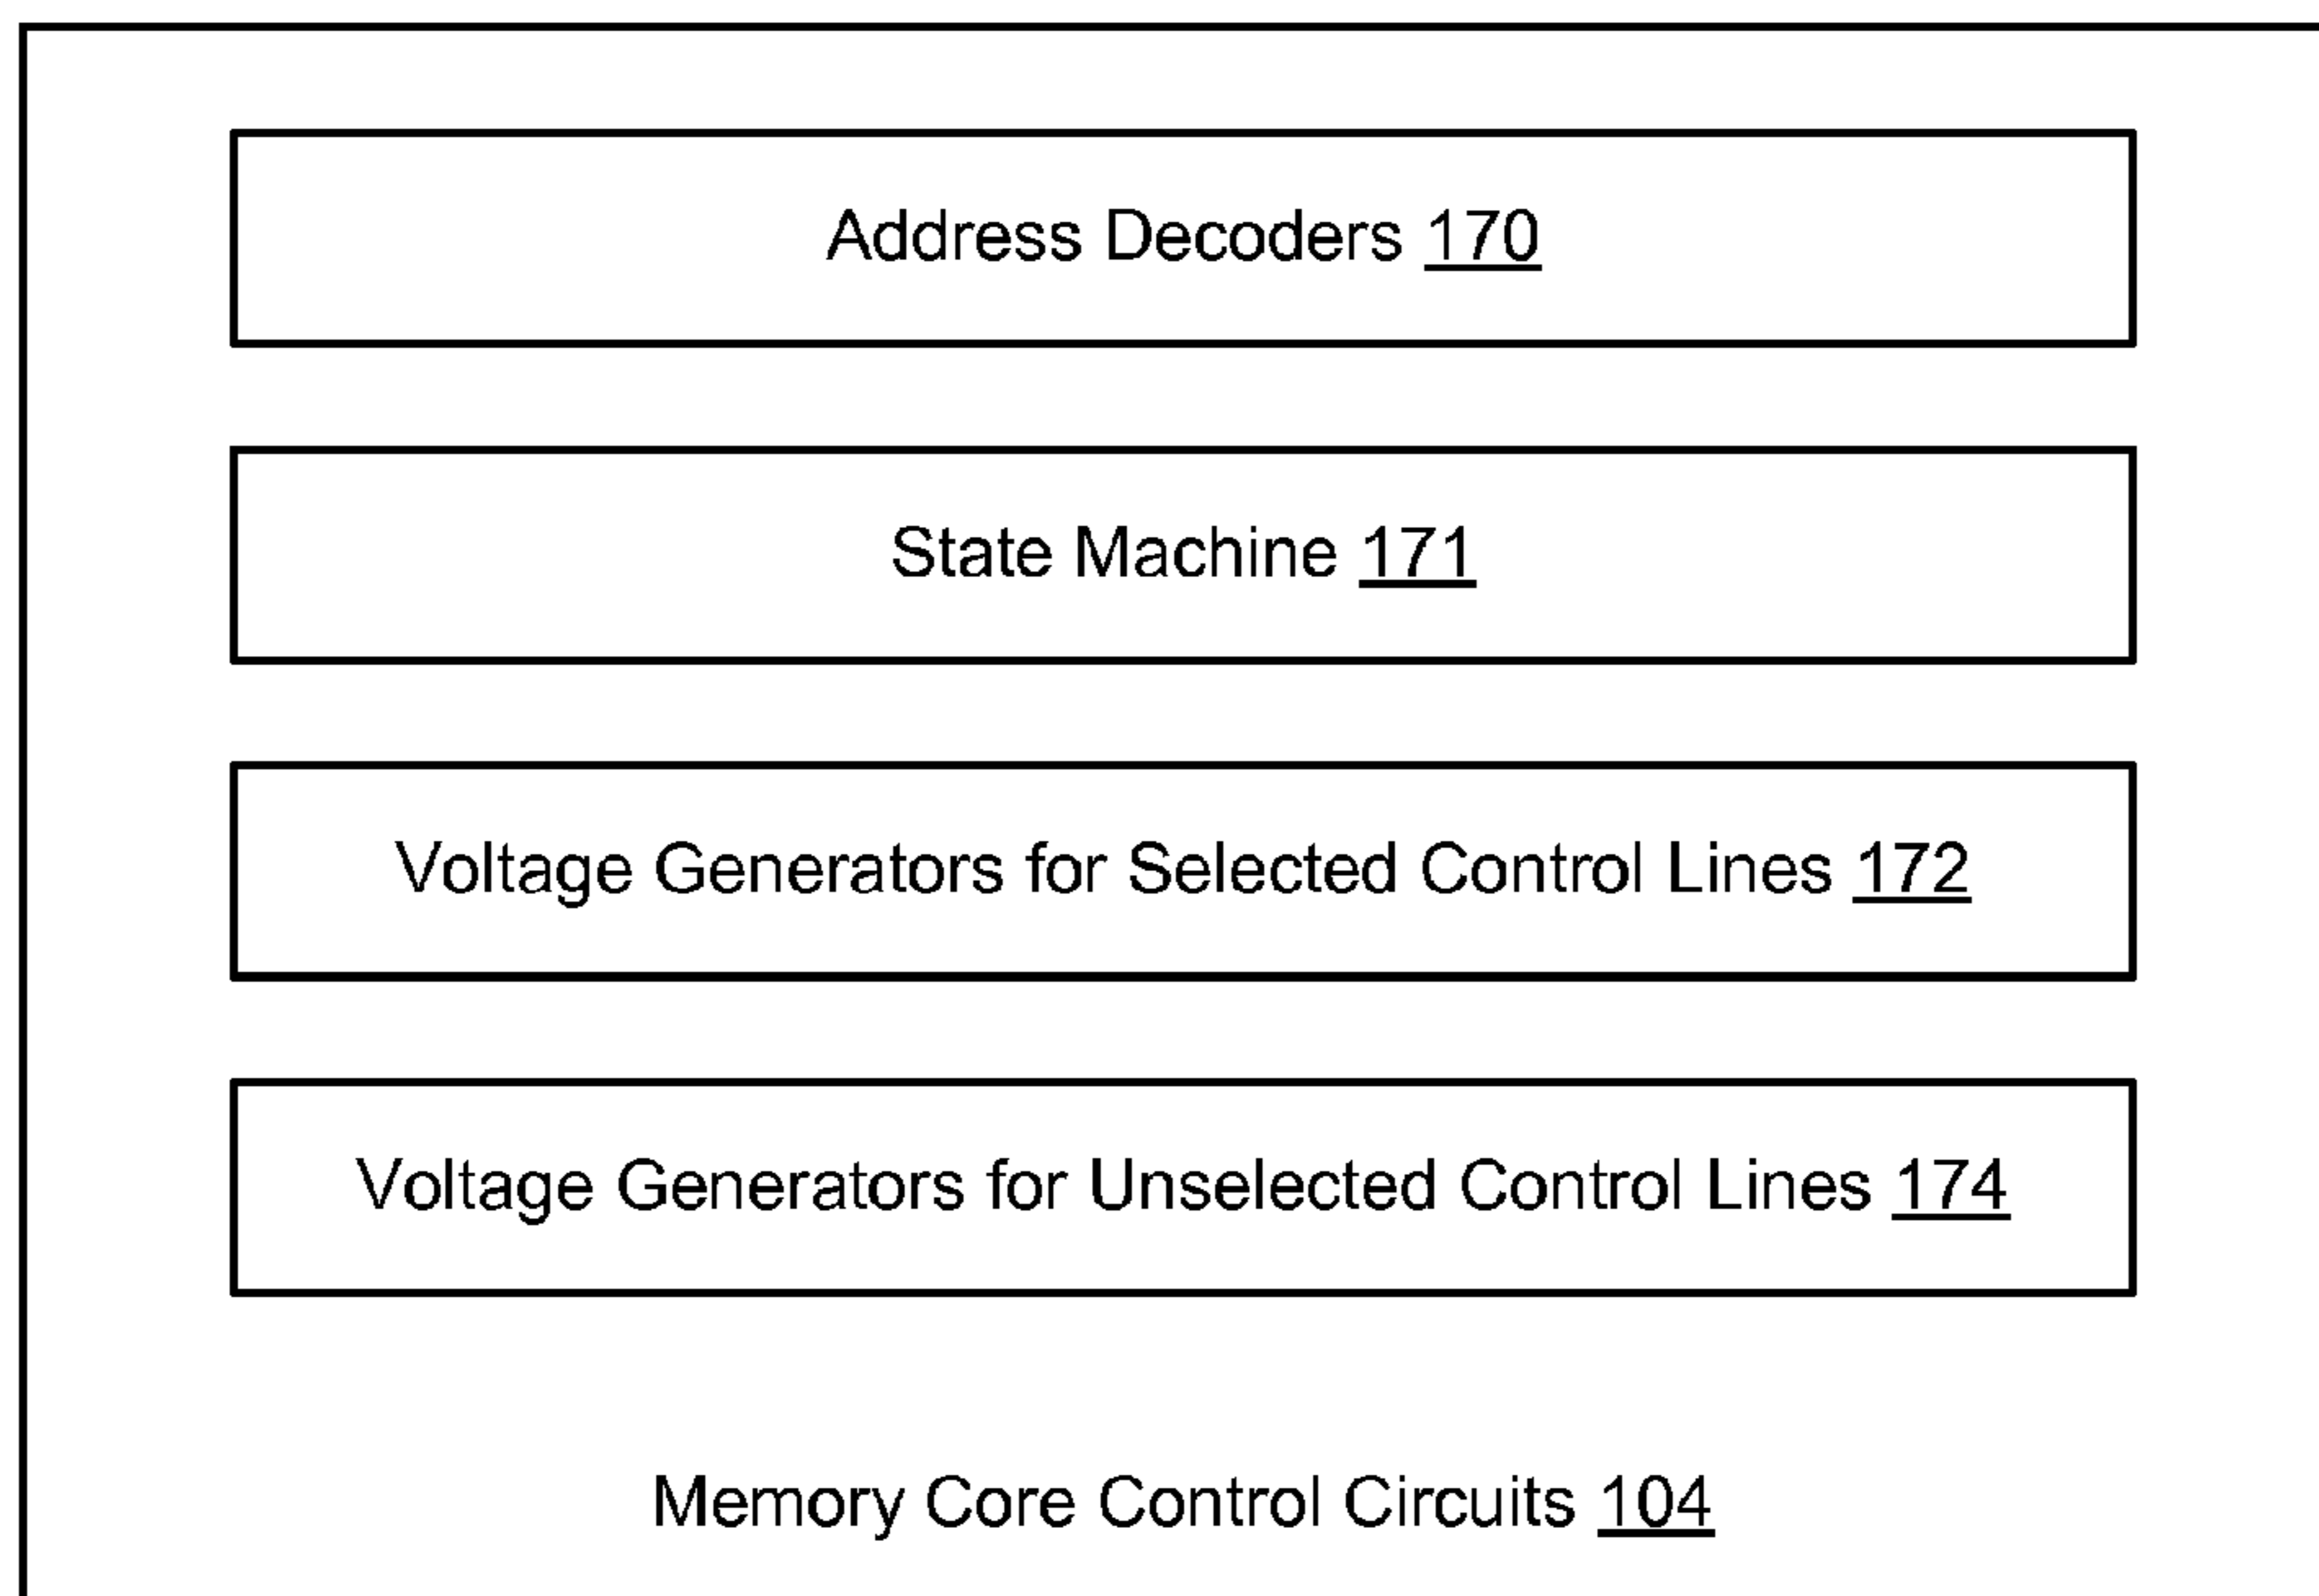 Address Decoders 170
State Machine 171
Voltage Generators for Selected Control Lines 172
Voltage Generators for Unselected Control Lines 174
Memory Core Control Circuits 104